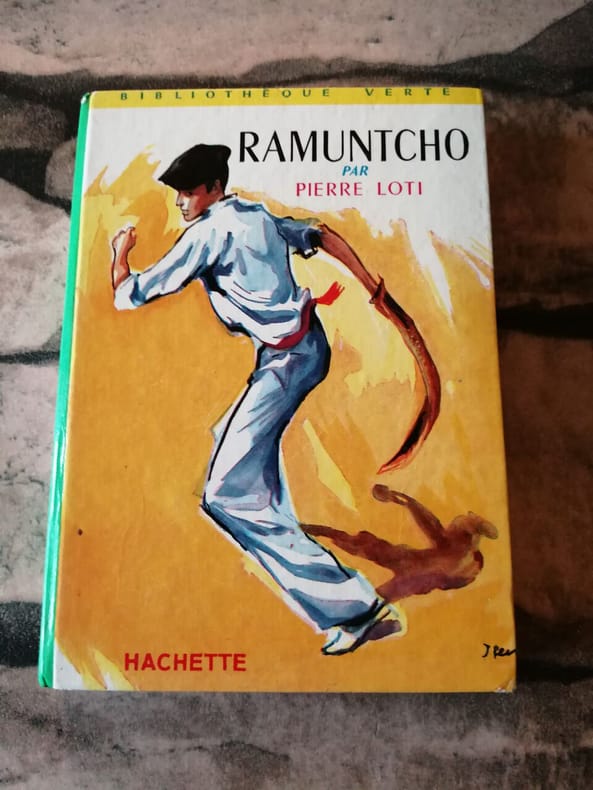 BIBLIOTHÈQUE VERTE
RAMUNTCHO
PAR
PIERRE LOTI
HACHETTE